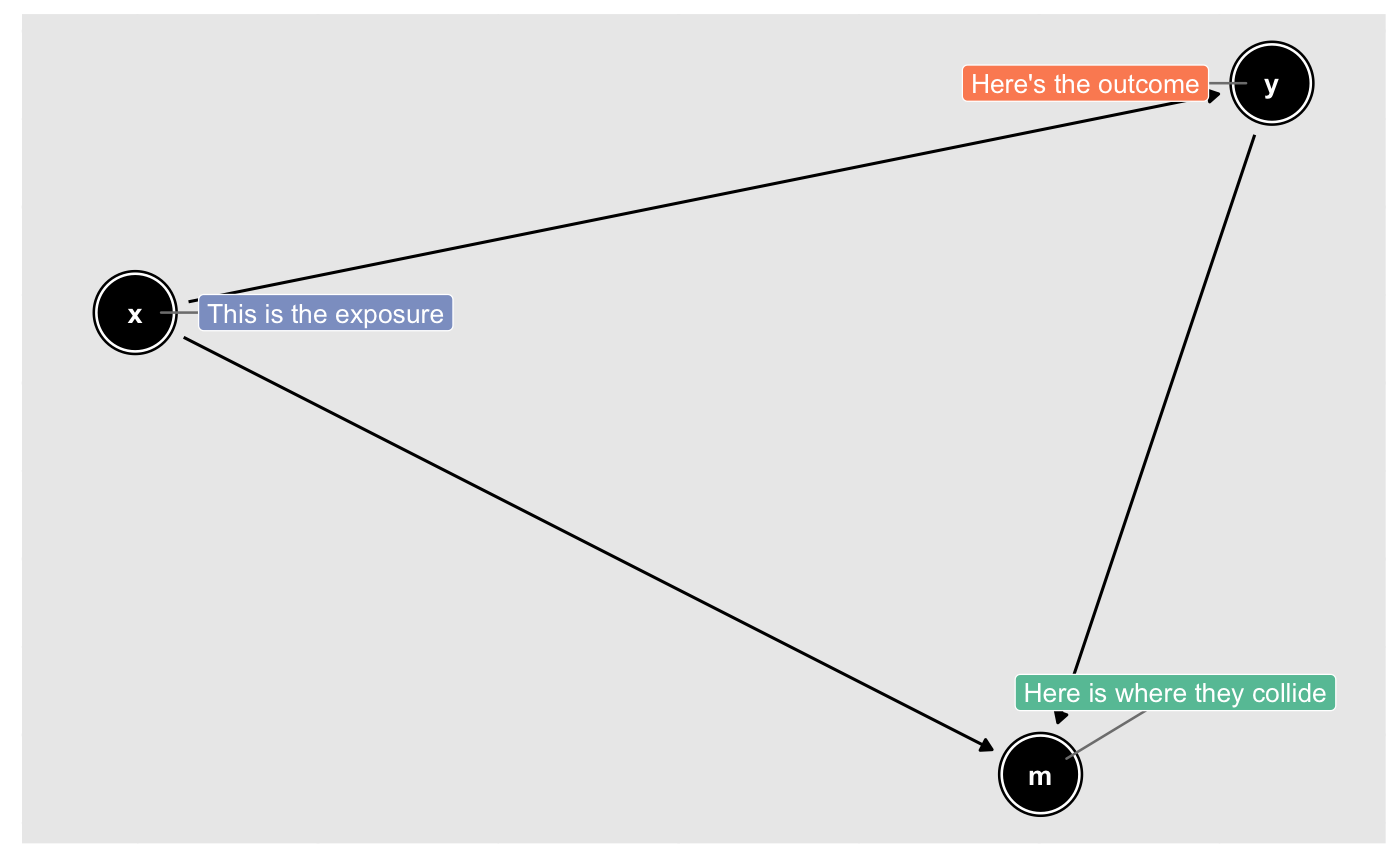 Here's the outcome
y
x
This is the exposure
Here is where they collide
m